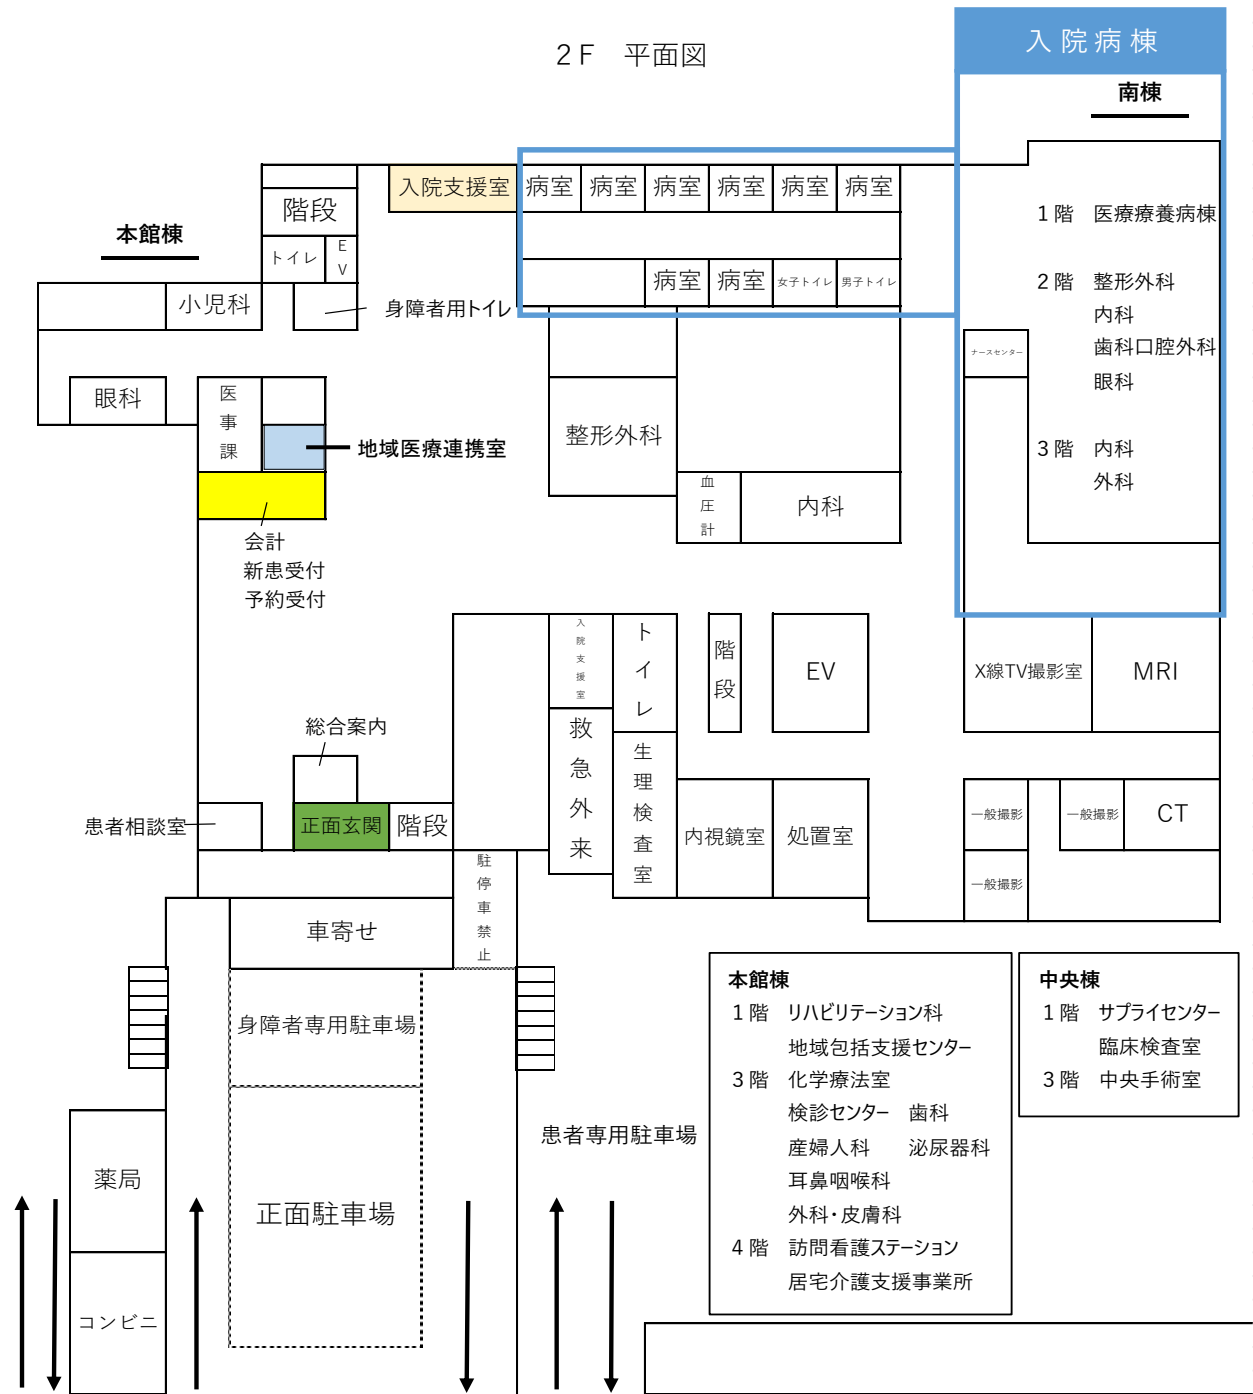 2F 平面図
入院病棟
南棟
入院支援室
病室
病室
病室
病室
病室
病室
階段
1階 医療療養病棟
本館棟
トイレ
EV
病室
病室
女子トイレ
男子トイレ
2階 整形外科
内科
歯科口腔外科
眼科
小児科
身障者用トイレ
ナースセンター
眼科
医事課
地域医療連携室
整形外科
3階 内科
外科
血圧計
内科
会計
新患受付
予約受付
入院支援室
トイレ
階段
EV
X線TV撮影室
MRI
総合案内
救急外来
生理検査室
患者相談室
正面玄関
階段
内視鏡室
処置室
一般撮影
一般撮影
CT
一般撮影
駐停車禁止
車寄せ
身障者専用駐車場
本館棟
1階 リハビリテーション科
地域包括支援センター
3階 化学療法室
検診センター 歯科
産婦人科 泌尿器科
耳鼻咽喉科
外科・皮膚科
4階 訪問看護ステーション
居宅介護支援事業所
中央棟
1階 サプライセンター
臨床検査室
3階 中央手術室
患者専用駐車場
薬局
正面駐車場
コンビニ